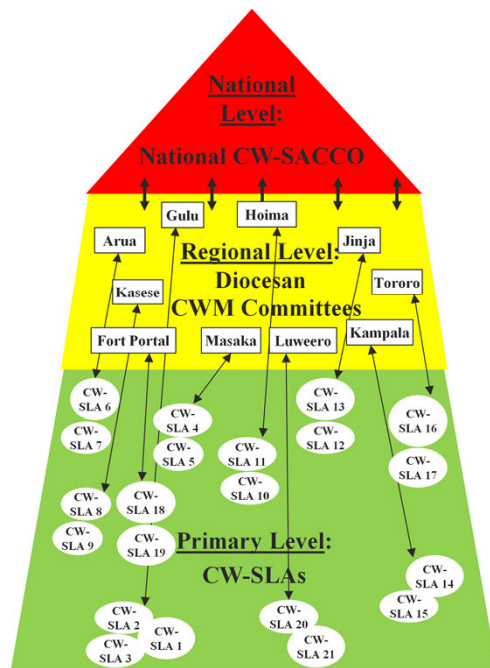 National
Level:
National CW-SACCO
Gulu
Hoima
Arua
Jinja
Regional Level:
Diocesan
CWM Committees
Kasese
Tororo
Fort Portal
Masaka
Luweero
Kampala
CW-
SLA 6
CW-
SLA 7
CW-
SLA 4
CW-
SLA 5
CW-
SLA 13
CW-
SLA 12
CW-
SLA 16
CW-
SLA 17
CW-
SLA 11
CW-
SLA 10
CW-
SLA 8
CW-
SLA 9
CW-
SLA 18
CW-
SLA 19
Primary Level:
CW-SLAs
CW-
SLA 14
CW-
SLA 15
CW-
SLA 2
CW-
SLA 1
CW-
SLA 3
CW-
SLA 20
CW-
SLA 21